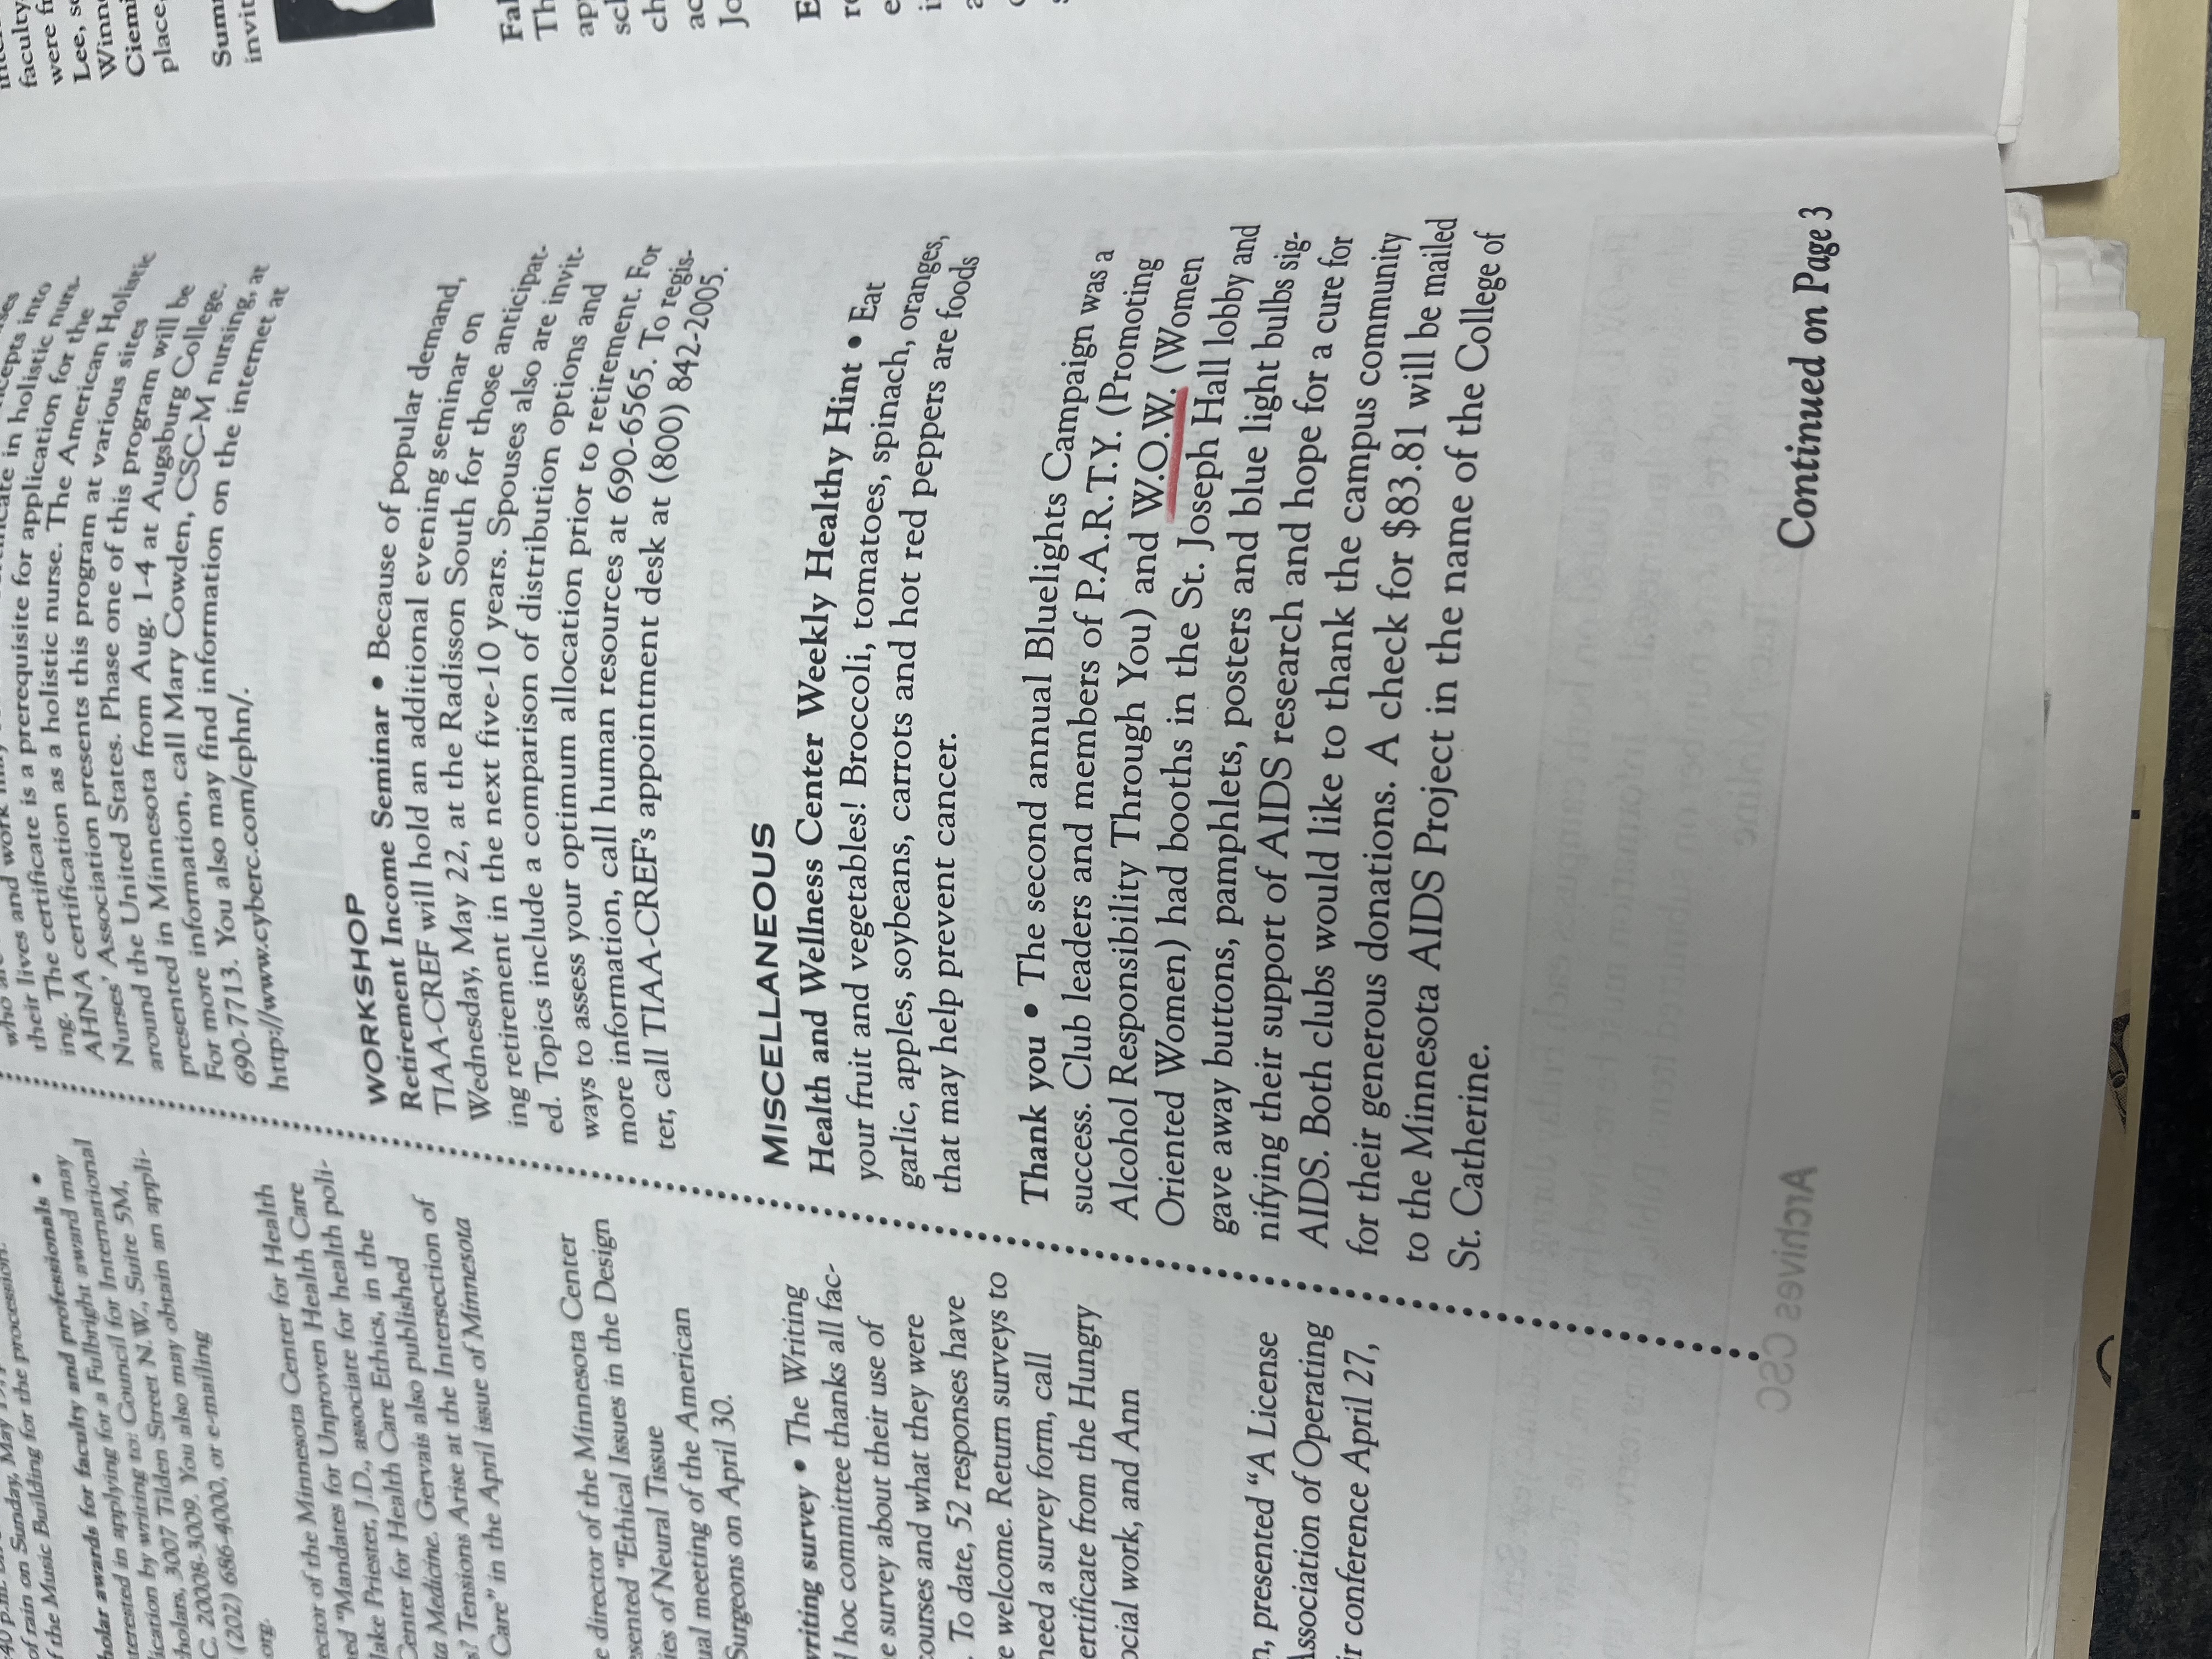 of rain on Sunday, May
f the Music Building for the procession.
holar awards for faculty and professionals •
terested in applying for a Fulbright award may
lication by writing to: Council for International
cholars, 3007 Tilden Street N.W., Suite 5M,
C. 20008-3009. You also may obtain an appli-
(202) 686-4000, or e-mailing
org.
ector of the Minnesota Center for Health
ned "Mandates for Unproven Health Care
Jake Priester, J.D., associate for health poli-
Center for Health Care Ethics, in the
ta Medicine. Gervais also published
s? Tensions Arise at the Intersection of
Care" in the April issue of Minnesota
e director of the Minnesota Center
esented "Ethical Issues in the Design
ies of Neural Tissue
ual meeting of the American
Surgeons on April 30.
writing survey • The Writing
d hoc committee thanks all fac-
e survey about their use of
courses and what they were
. To date, 52 responses have
e welcome. Return surveys to
need a survey form, call
ertificate from the Hungry
ocial work, and Ann
n, presented "A License
Association of Operating
ir conference April 27,
their lives and work
ing. The certificate is a prerequisite for application for the
AHNA certification as a holistic nurse. The American Holistic
Nurses' Association presents this program at various sites
around the United States. Phase one of this program will be
presented in Minnesota from Aug. 1-4 at Augsburg College.
For more information, call Mary Cowden, CSC-M nursing, at
690-7713. You also may find information on the internet at
http://www.cyberc.com/cphn/.
WORKSHOP
Retirement Income Seminar • Because of popular demand,
TIAA-CREF will hold an additional evening seminar on
Wednesday, May 22, at the Radisson South for those anticipat-
ing retirement in the next five-10 years. Spouses also are invit-
ed. Topics include a comparison of distribution options and
ways to assess your optimum allocation prior to retirement. For
more information, call human resources at 690-6565. To regis-
ter, call TIAA-CREF's appointment desk at (800) 842-2005.
MISCELLANEOUS
Health and Wellness Center Weekly Healthy Hint • Eat
your fruit and vegetables! Broccoli, tomatoes, spinach, oranges,
garlic, apples, soybeans, carrots and hot red peppers are foods
that may help prevent cancer.
Thank you • The second annual Bluelights Campaign was a
success. Club leaders and members of P.A.R.T.Y. (Promoting
Alcohol Responsibility Through You) and W.O.W. (Women
Oriented Women) had booths in the St. Joseph Hall lobby and
gave away buttons, pamphlets, posters and blue light bulbs sig-
nifying their support of AIDS research and hope for a cure for
AIDS. Both clubs would like to thank the campus community
for their generous donations. A check for $83.81 will be mailed
to the Minnesota AIDS Project in the name of the College of
St. Catherine.
Continued on Page 3
Archives CSC
faculty
were fr
Lee, s
Winn
Ciemi
place,
Sum
invit
Fal
Th
ap
scl
ch
ac
Jo
E
re
e
i
a